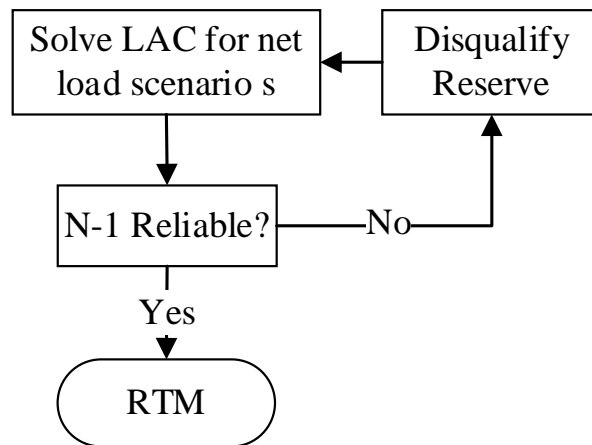 Solve LAC for net
load scenario s
Disqualify
Reserve
N-1 Reliable?
No
Yes
RTM